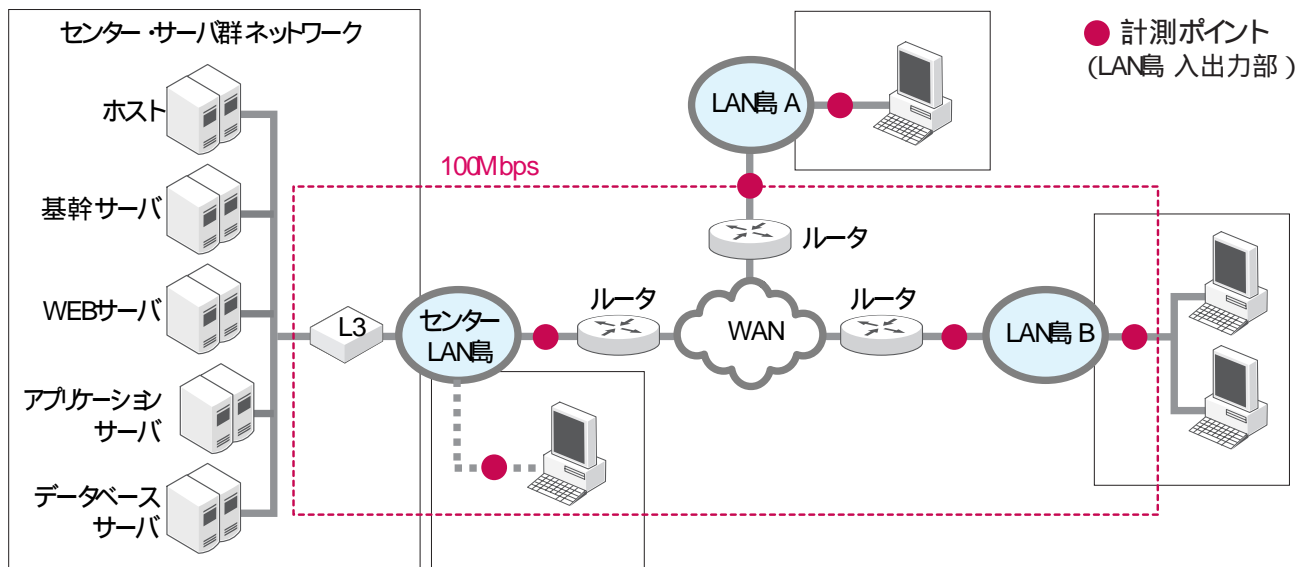 センター・サーバ群ネットワーク
ホスト
基幹サーバ
WEBサーバ
アプリケーション
サーバ
データベース
サーバ
L3
100Mbps
センター
LAN島
ルータ
WAN
ルータ
ルータ
LAN島 A
LAN島 B
計測ポイント
(LAN島 入出力部)